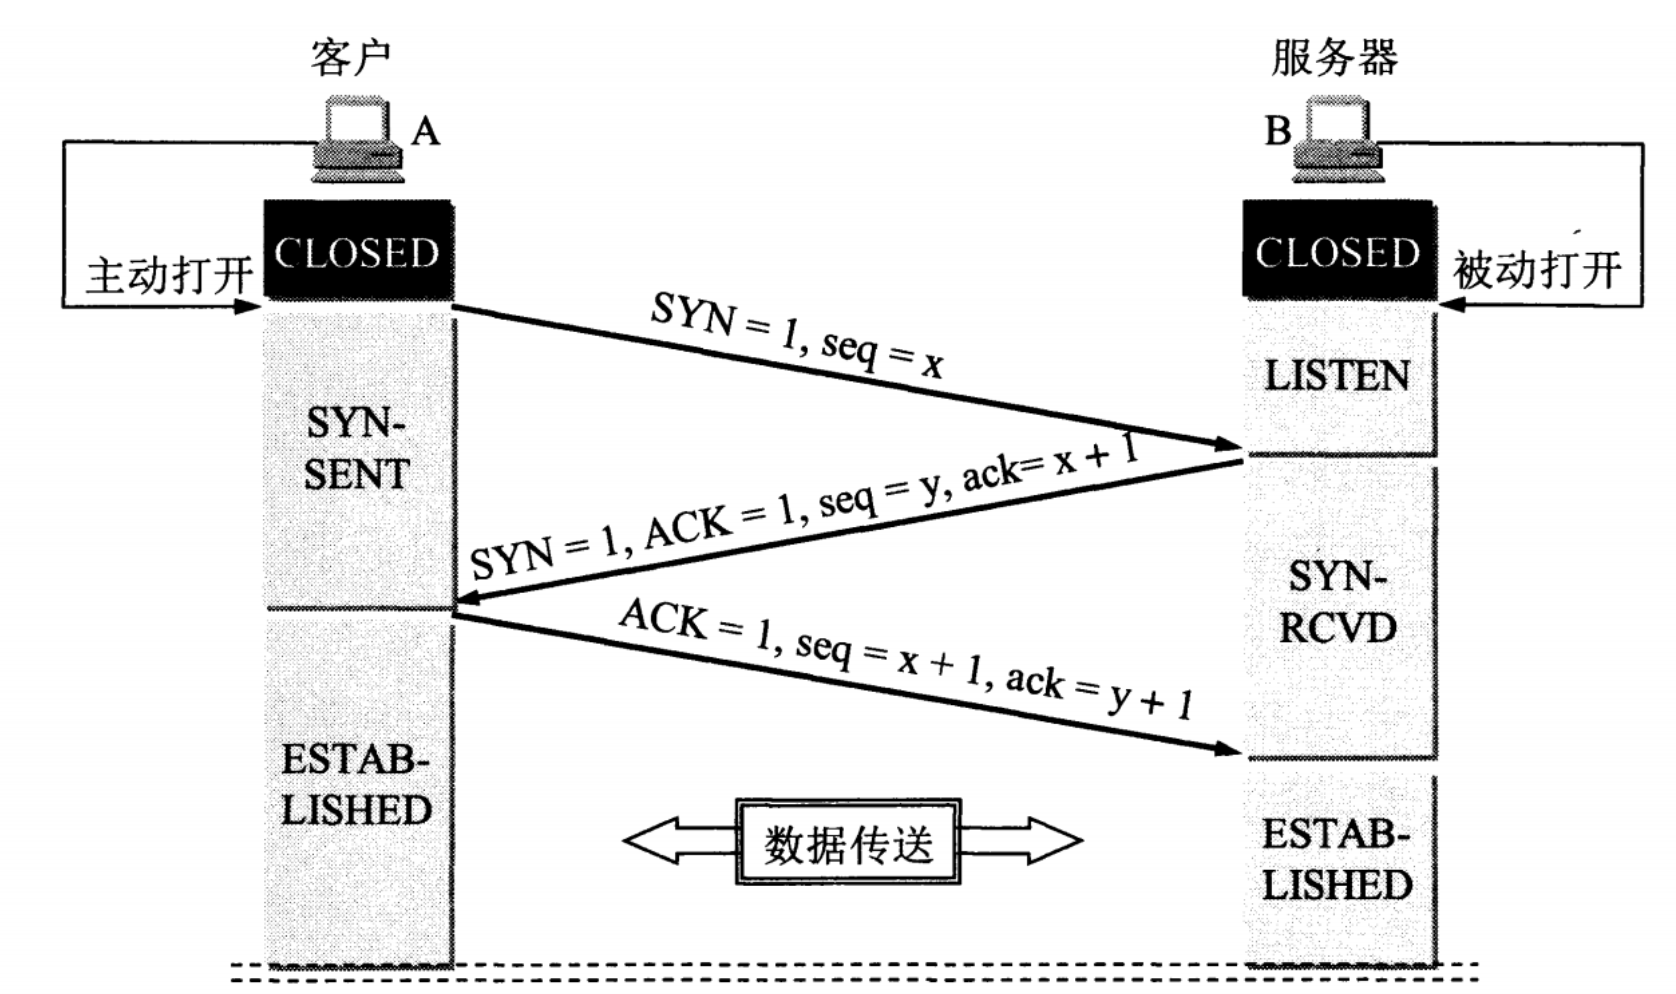 客户
服务器
A
B
CLOSED
CLOSED
主动打开
被动打开
SYN = 1, seq = x
LISTEN
SYN-
SENT
SYN = 1, ACK = 1, seq = y, ack= x + 1
SYN-
RCVD
ACK = 1, seq = x + 1, ack = y + 1
ESTAB-
LISHED
数据传送
ESTAB-
LISHED